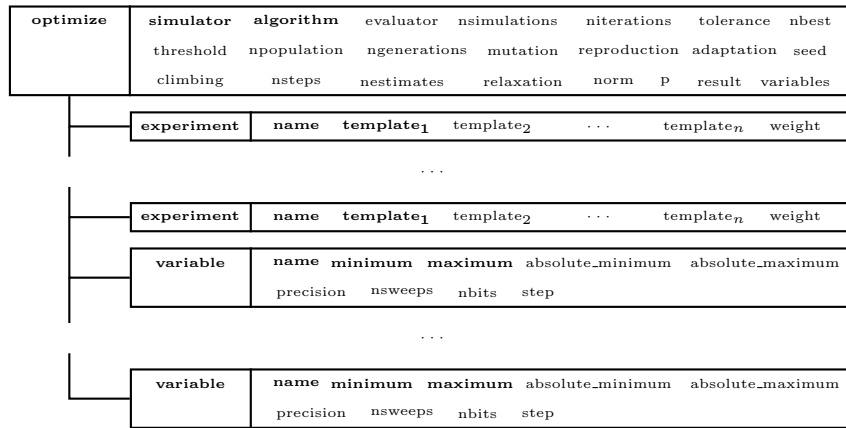 optimize simulator algorithm evaluator nsimulations niterations tolerance nbest
threshold npopulation ngenerations mutation reproduction adaptation seed
climbing nsteps nestimates relaxation norm p result variables
experiment name template₁ template₂ ··· templateₙ weight
···
experiment name template₁ template₂ ··· templateₙ weight
variable name minimum maximum absolute_minimum absolute_maximum
precision nsweeps nbits step
···
variable name minimum maximum absolute_minimum absolute_maximum
precision nsweeps nbits step